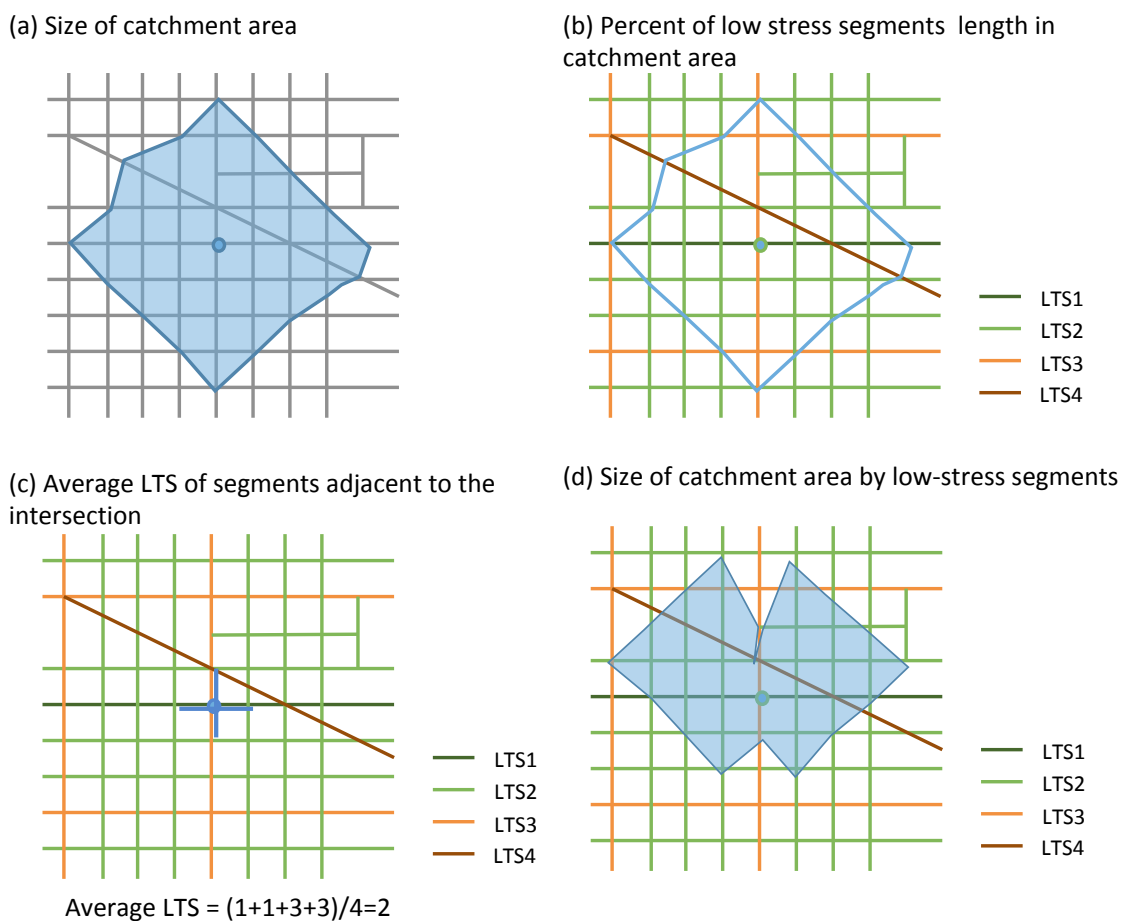 (a) Size of catchment area
(b) Percent of low stress segments length in
catchment area
LTS1
LTS2
LTS3
LTS4
(c) Average LTS of segments adjacent to the
intersection
LTS1
LTS2
LTS3
LTS4
Average LTS = (1+1+3+3)/4=2
(d) Size of catchment area by low-stress segments
LTS1
LTS2
LTS3
LTS4